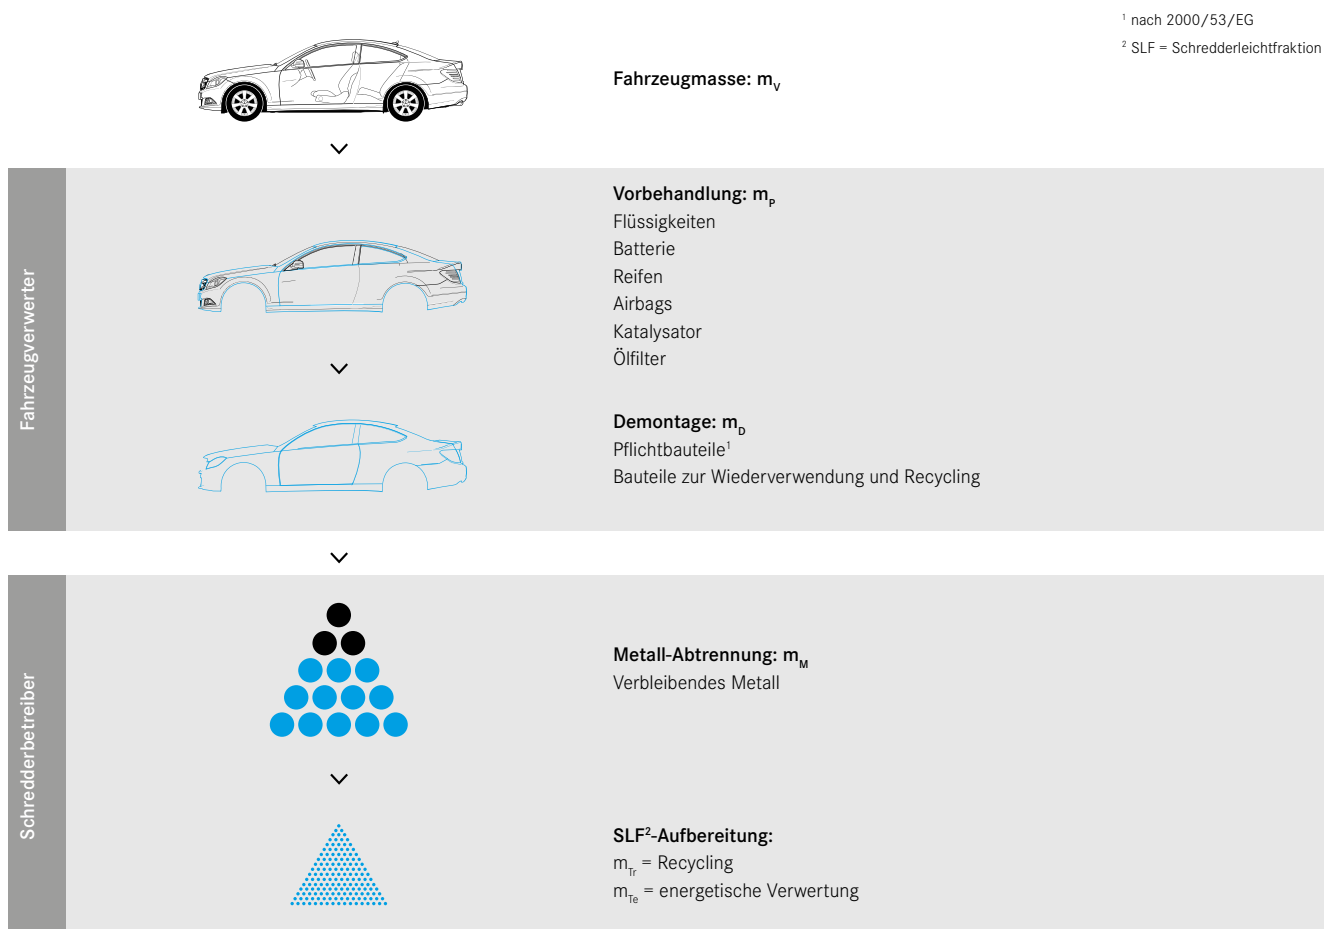 ¹ nach 2000/53/EG
² SLF = Schredderleichtfraktion
Fahrzeugmasse: mV
Fahrzeugverwerter
Vorbehandlung: mP
Flüssigkeiten
Batterie
Reifen
Airbags
Katalysator
Ölfilter
Demontage: mD
Pflichtbauteile¹
Bauteile zur Wiederverwendung und Recycling
Schredderbetreiber
Metall-Abtrennung: mM
Verbleibendes Metall
SLF²-Aufbereitung:
mTr = Recycling
mTe = energetische Verwertung